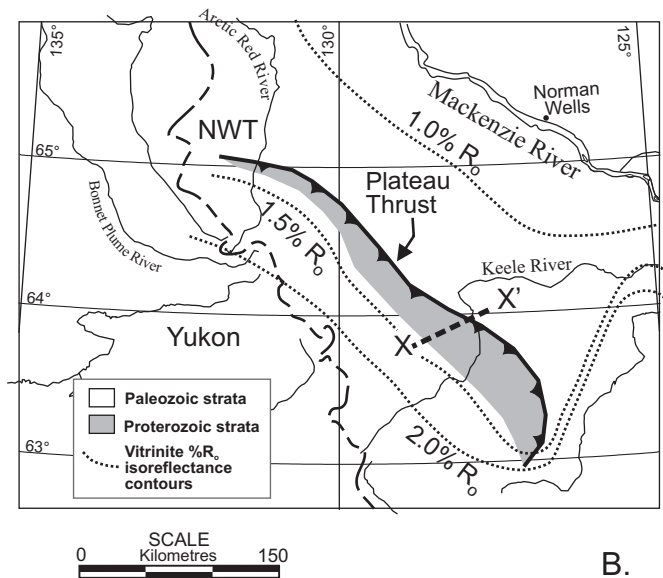 135°
130°
125°
Arctic Red River
NWT
Norman
Wells
Mackenzie River
1.0% Ro
65°
Plateau
Thrust
Bonnet Plume River
1.5% Ro
Keele River
64°
X'
X
Yukon
Paleozoic strata
Proterozoic strata
Vitrinite %Ro
isoreflectance
contours
2.0% Ro
63°
SCALE
0 Kilometres 150
B.